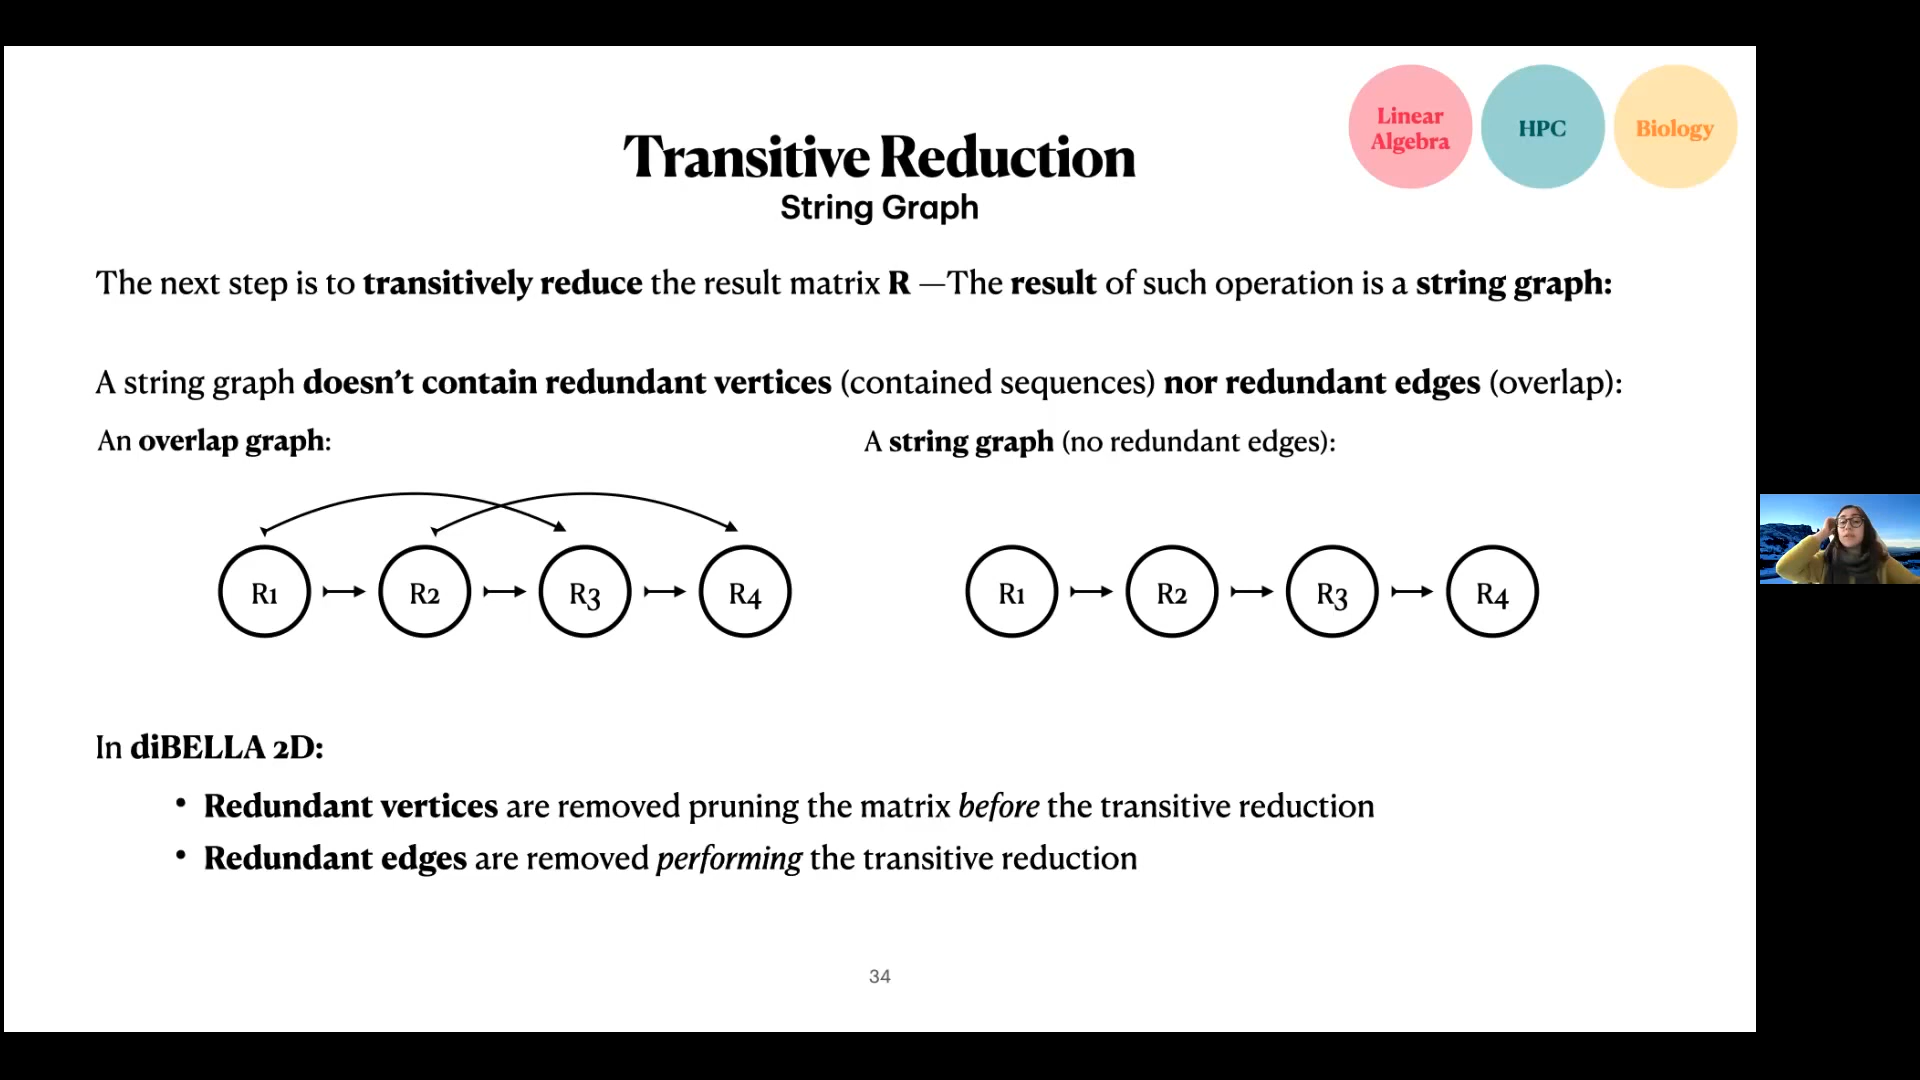 Linear
Algebra
HPC
Biology
Transitive Reduction
String Graph
The next step is to transitively reduce the result matrix R —The result of such operation is a string graph:
A string graph doesn’t contain redundant vertices (contained sequences) nor redundant edges (overlap):
An overlap graph:
A string graph (no redundant edges):
R1 R2 R3 R4
R1 R2 R3 R4
In diBELLA 2D:
• Redundant vertices are removed pruning the matrix before the transitive reduction
• Redundant edges are removed performing the transitive reduction
34